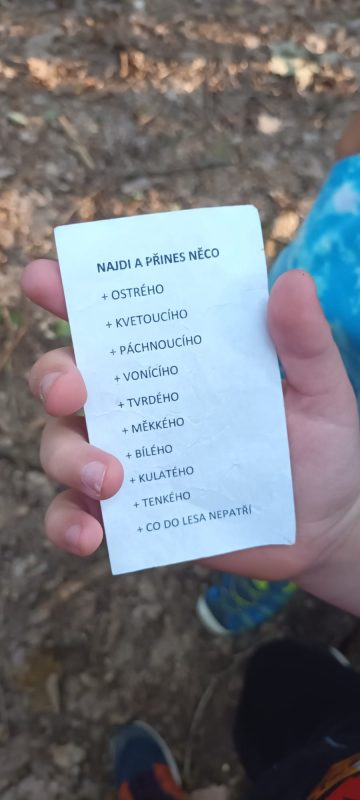 NAJDI A PŘINES NĚCO
+ OSTRÉHO
+ KVETOUCÍHO
+ PÁCHNOUCÍHO
+ VONÍCÍHO
+ TVRDÉHO
+ MĚKKÉHO
+ BÍLÉHO
+ KULATÉHO
+ TENKÉHO
+ CO DO LESA NEPATŘÍ